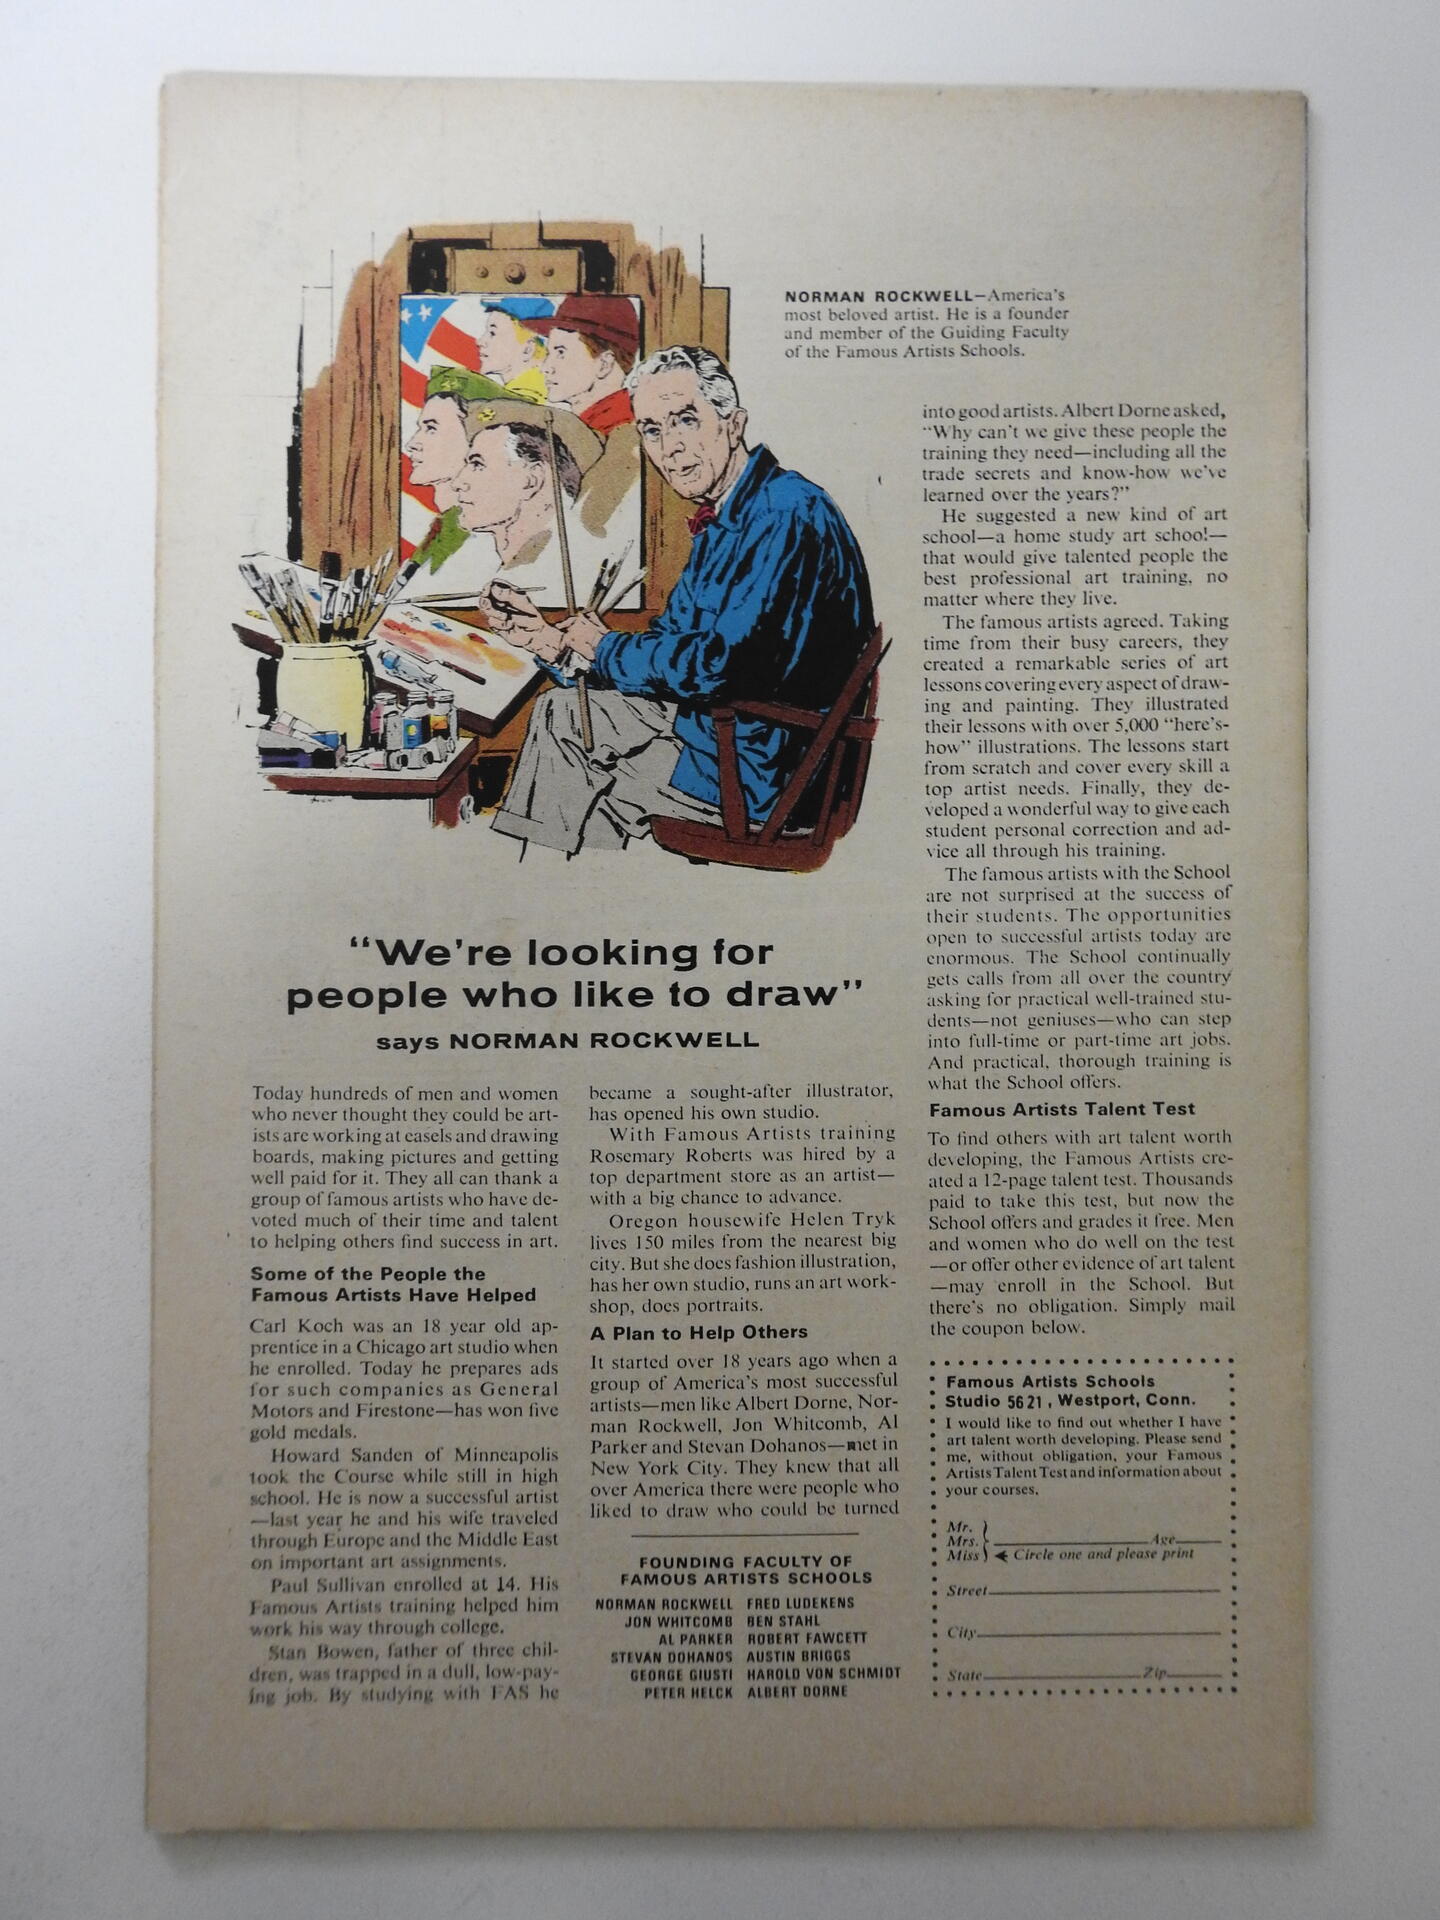 NORMAN ROCKWELL—America's
most beloved artist. He is a founder
and member of the Guiding Faculty
of the Famous Artists Schools.
"We're looking for
people who like to draw"
says NORMAN ROCKWELL
Today hundreds of men and women
who never thought they could be art-
ists are working at easels and drawing
boards, making pictures and getting
well paid for it. They all can thank a
group of famous artists who have de-
voted much of their time and talent
to helping others find success in art.
Some of the People the
Famous Artists Have Helped
Carl Koch was an 18 year old ap-
prentice in a Chicago art studio when
he enrolled. Today he prepares ads
for such companies as General
Motors and Firestone—has won five
gold medals.
Howard Sanden of Minneapolis
took the Course while still in high
school. He is now a successful artist
—last year he and his wife traveled
through Europe and the Middle East
on important art assignments.
Paul Sullivan enrolled at 14. His
Famous Artists training helped him
work his way through college.
Stan Bowen, father of three chil-
dren, was trapped in a dull, low-pay-
ing job. By studying with FAS he
became a sought-after illustrator,
has opened his own studio.
With Famous Artists training
Rosemary Roberts was hired by a
top department store as an artist—
with a big chance to advance.
Oregon housewife Helen Tryk
lives 150 miles from the nearest big
city. But she does fashion illustration,
has her own studio, runs an art work-
shop, does portraits.
A Plan to Help Others
It started over 18 years ago when a
group of America's most successful
artists—men like Albert Dorne, Nor-
man Rockwell, Jon Whitcomb, Al
Parker and Stevan Dohanos—met in
New York City. They knew that all
over America there were people who
liked to draw who could be turned
FOUNDING FACULTY OF
FAMOUS ARTISTS SCHOOLS
NORMAN ROCKWELL FRED LUDEKENS
JON WHITCOMB BEN STAHL
AL PARKER ROBERT FAWCETT
STEVAN DOHANOS AUSTIN BRIGGS
GEORGE GIUSTI HAROLD VON SCHMIDT
PETER HELCK ALBERT DORNE
into good artists. Albert Dorne asked,
"Why can't we give these people the
training they need—including all the
trade secrets and know-how we've
learned over the years?"
He suggested a new kind of art
school—a home study art school—
that would give talented people the
best professional art training, no
matter where they live.
The famous artists agreed. Taking
time from their busy careers, they
created a remarkable series of art
lessons covering every aspect of draw-
ing and painting. They illustrated
their lessons with over 5,000 "here's-
how" illustrations. The lessons start
from scratch and cover every skill a
top artist needs. Finally, they de-
veloped a wonderful way to give each
student personal correction and ad-
vice all through his training.
The famous artists with the School
are not surprised at the success of
their students. The opportunities
open to successful artists today are
enormous. The School continually
gets calls from all over the country
asking for practical well-trained stu-
dents—not geniuses—who can step
into full-time or part-time art jobs.
And practical, thorough training is
what the School offers.
Famous Artists Talent Test
To find others with art talent worth
developing, the Famous Artists cre-
ated a 12-page talent test. Thousands
paid to take this test, but now the
School offers and grades it free. Men
and women who do well on the test
—or offer other evidence of art talent
—may enroll in the School. But
there's no obligation. Simply mail
the coupon below.
Famous Artists Schools
Studio 5621, Westport, Conn.
I would like to find out whether I have
art talent worth developing. Please send
me, without obligation, your Famous
Artists Talent Test and information about
your courses.
Mr.
Mrs. Age
Miss Circle one and please print
Street
City
State Zip